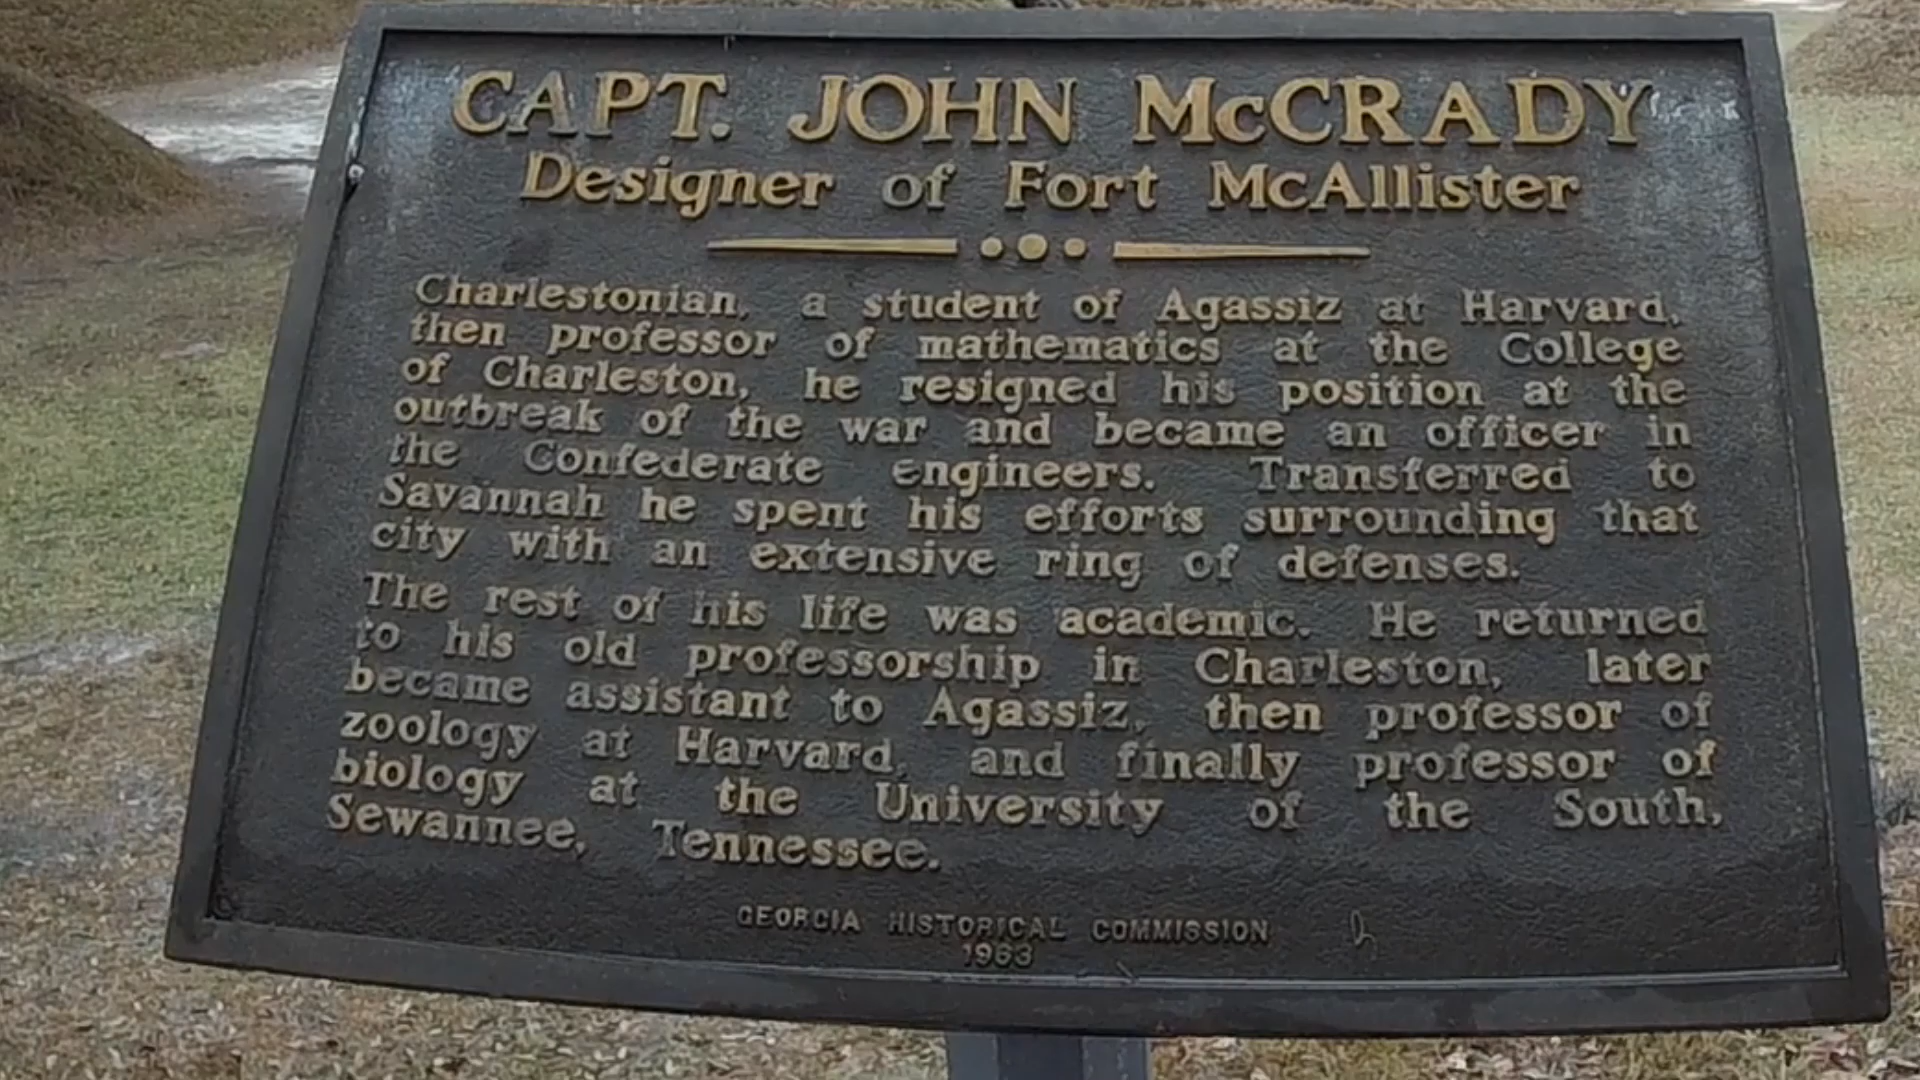 CAPT. JOHN McCRADY
Designer of Fort McAllister
Charlestonian, a student of Agassiz at Harvard,
then professor of mathematics at the College
of Charleston, he resigned his position at the
outbreak of the war and became an officer in
the Confederate engineers. Transferred to
Savannah he spent his efforts surrounding that
city with an extensive ring of defenses.
The rest of his life was academic. He returned
to his old professorship in Charleston, later
became assistant to Agassiz, then professor of
zoology at Harvard, and finally professor of
biology at the University of the South,
Sewannee, Tennessee.
GEORGIA HISTORICAL COMMISSION
1963